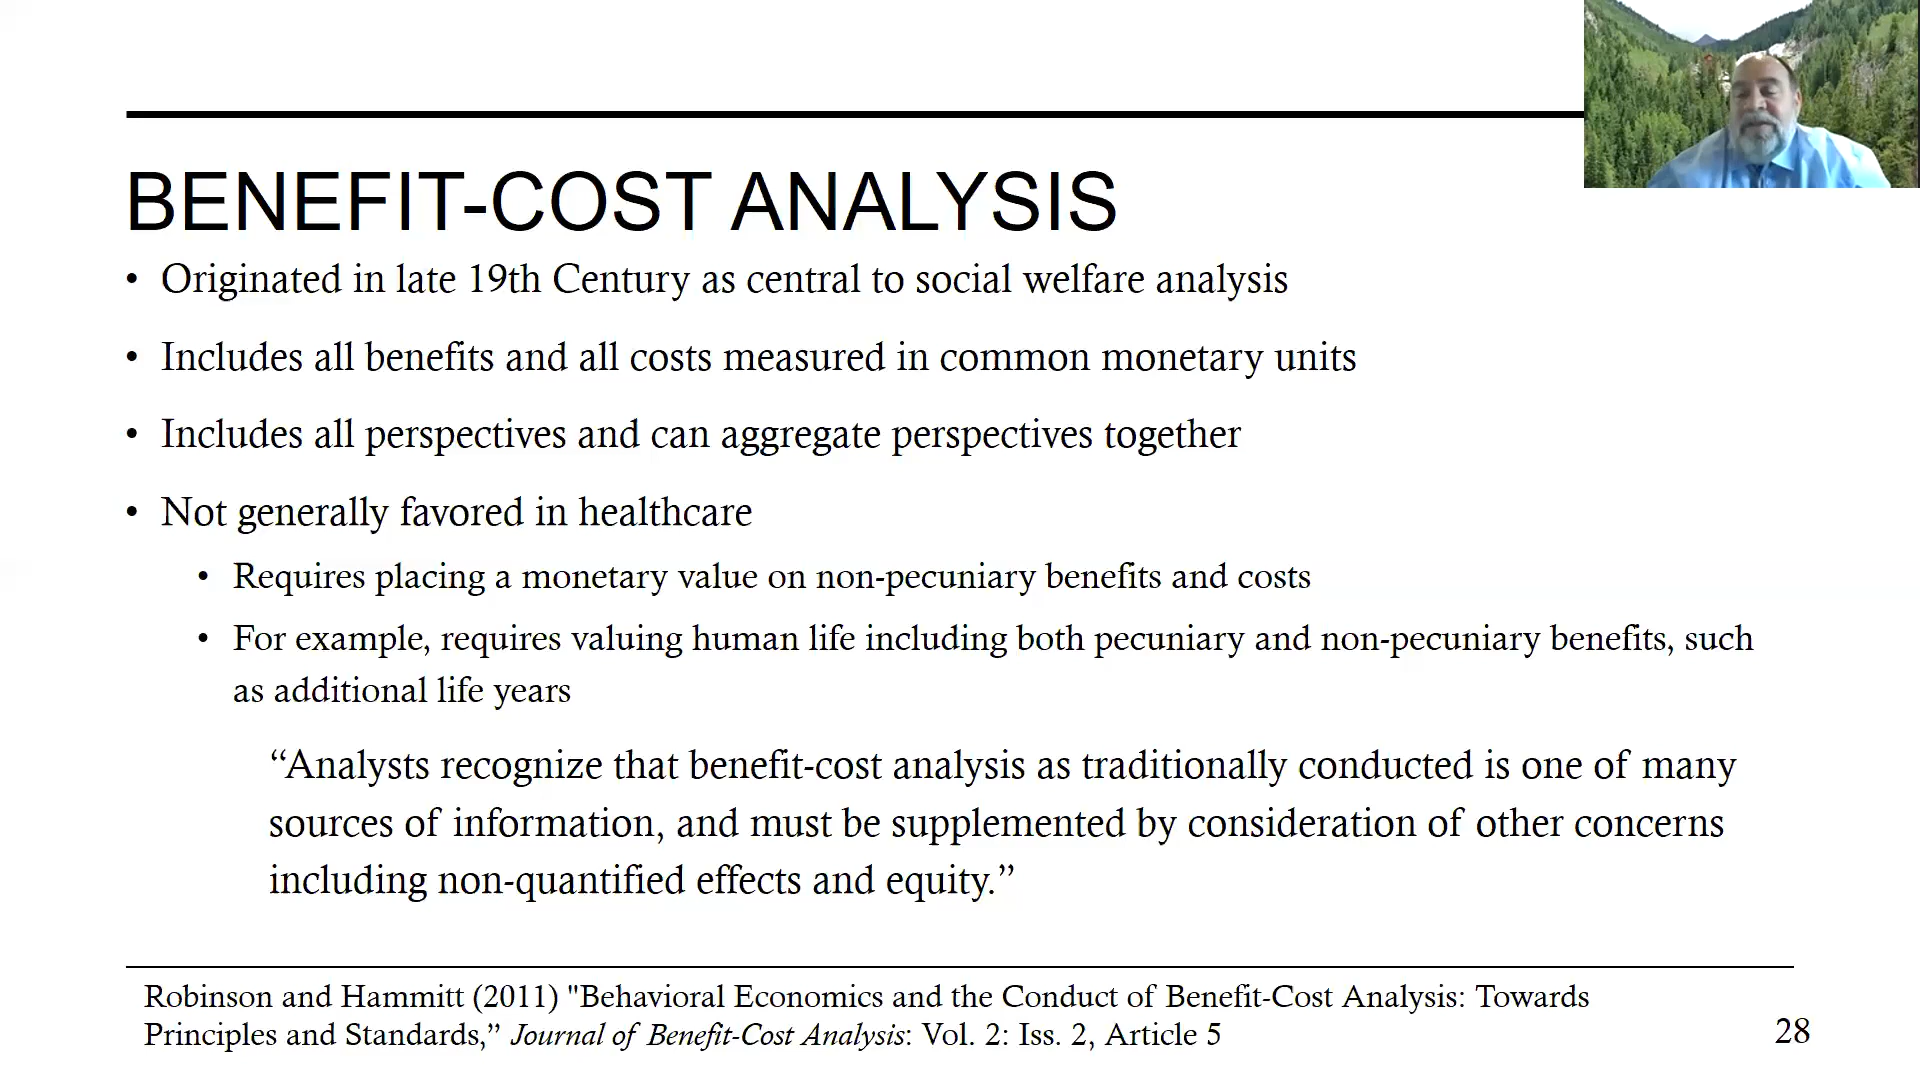 BENEFIT-COST ANALYSIS
• Originated in late 19th Century as central to social welfare analysis
• Includes all benefits and all costs measured in common monetary units
• Includes all perspectives and can aggregate perspectives together
• Not generally favored in healthcare
• Requires placing a monetary value on non-pecuniary benefits and costs
• For example, requires valuing human life including both pecuniary and non-pecuniary benefits, such
as additional life years
“Analysts recognize that benefit-cost analysis as traditionally conducted is one of many
sources of information, and must be supplemented by consideration of other concerns
including non-quantified effects and equity.”
Robinson and Hammitt (2011) "Behavioral Economics and the Conduct of Benefit-Cost Analysis: Towards
Principles and Standards,” Journal of Benefit-Cost Analysis: Vol. 2: Iss. 2, Article 5
28